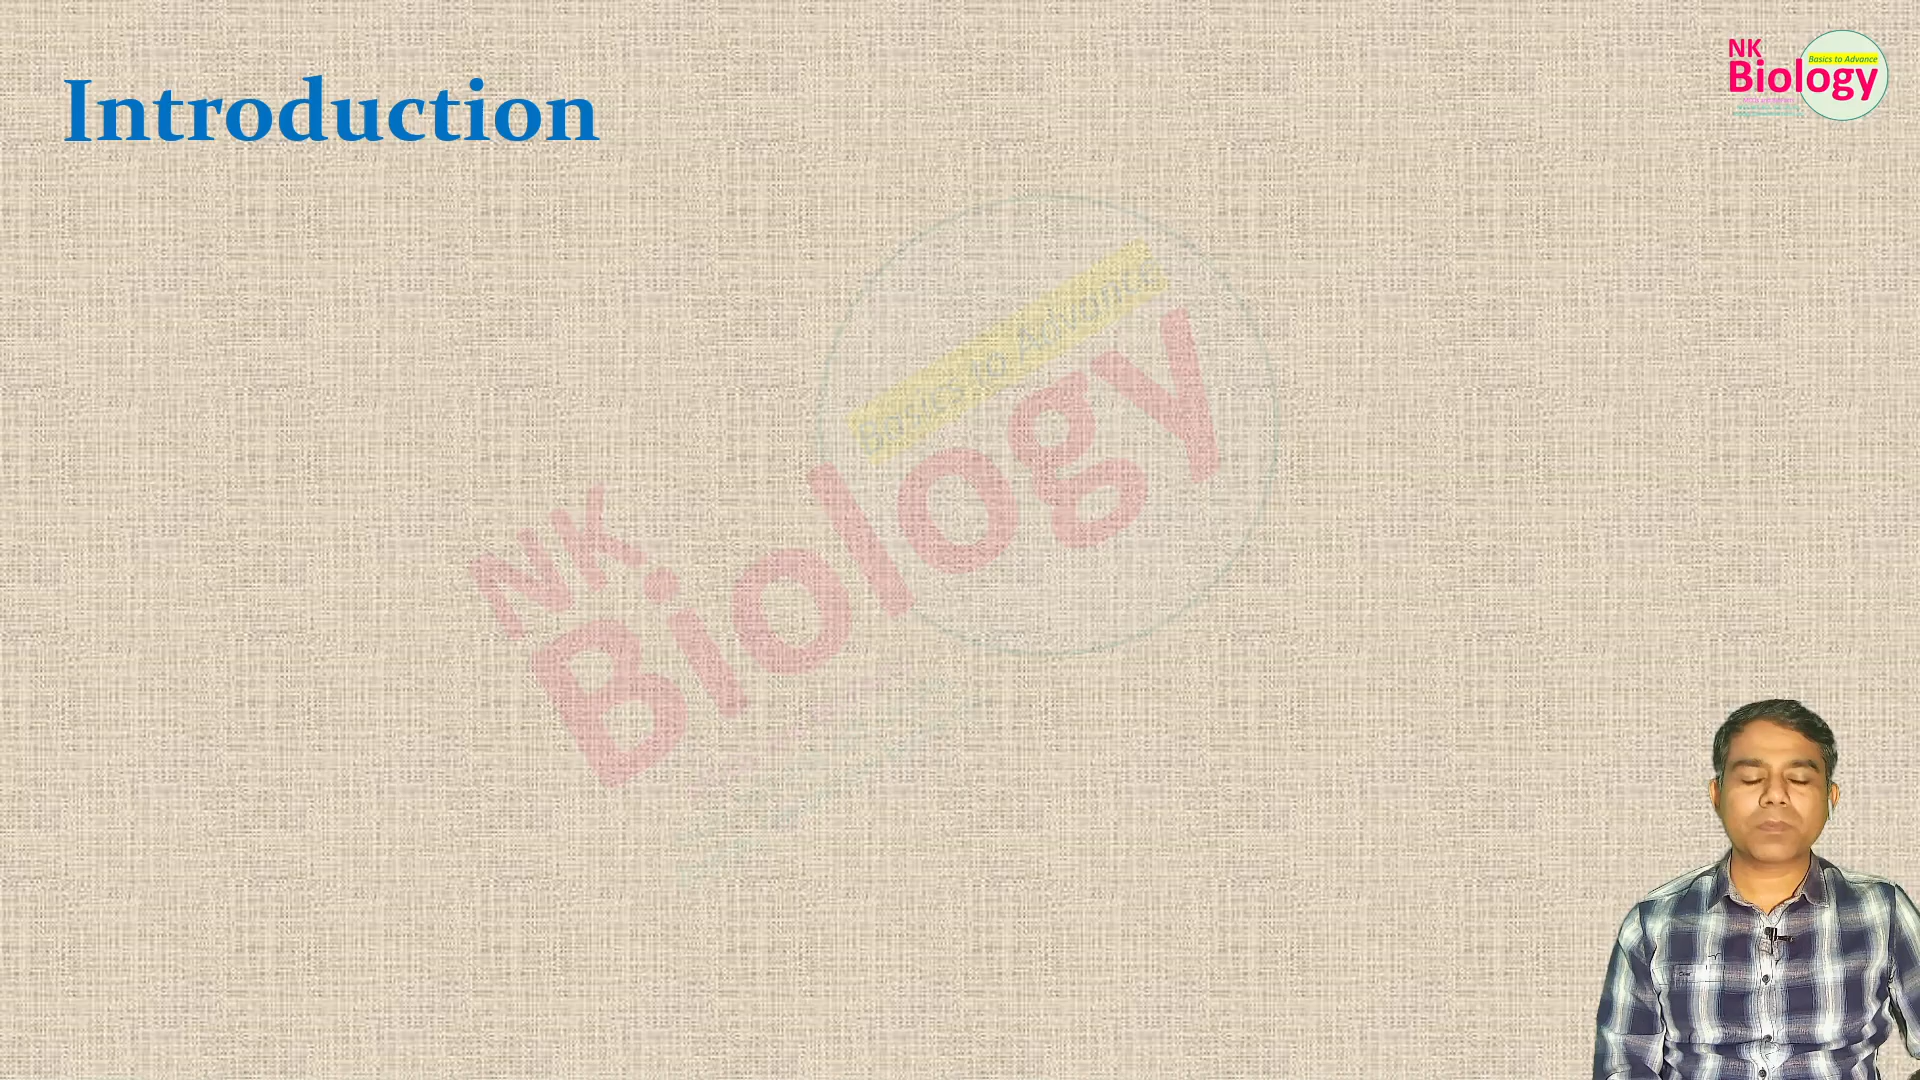 Introduction
NK
Basics to Advance
Biology
Basics to Advance
NK
Biology